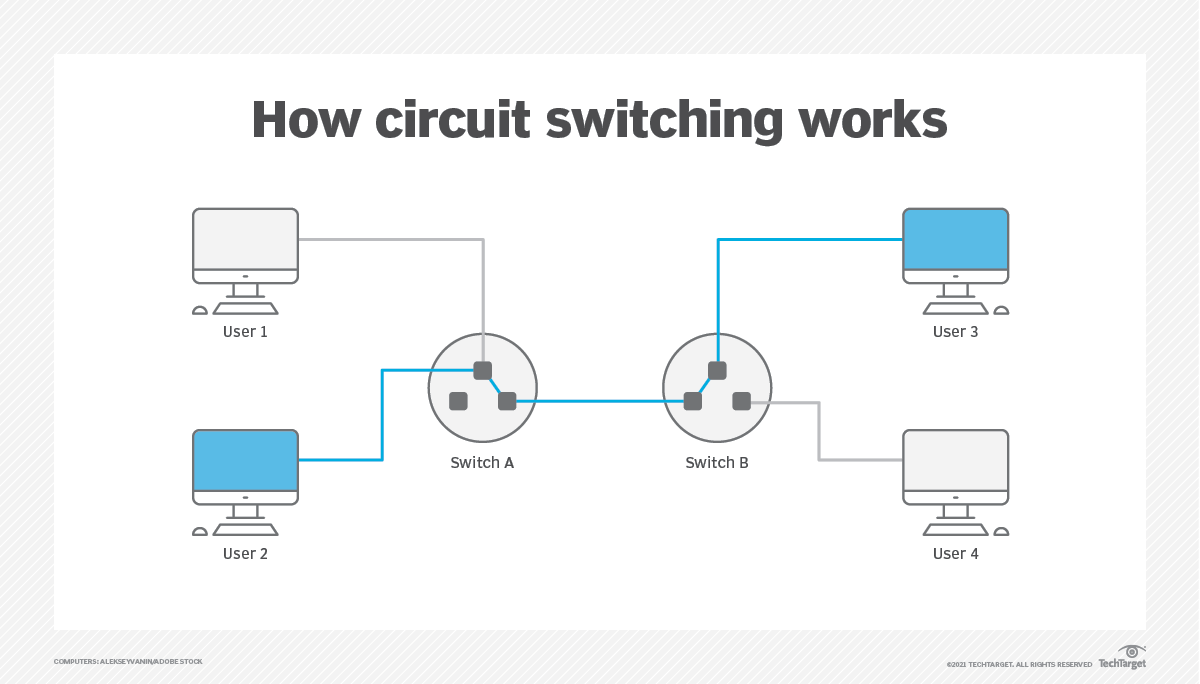 How circuit switching works
User 1
User 3
Switch A
Switch B
User 2
User 4
COMPUTERS: ALEKSEYVANIN/ADOBE STOCK
©2021 TECHTARGET. ALL RIGHTS RESERVED
TechTarget